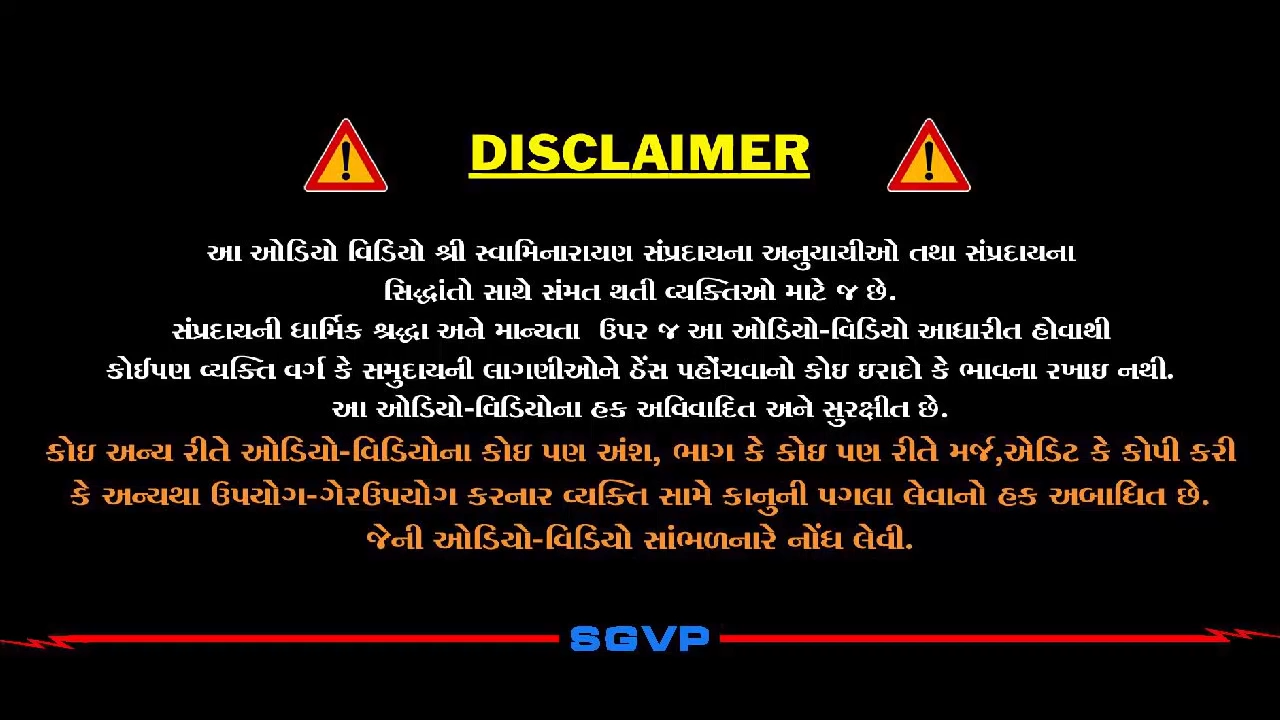 DISCLAIMER
આ ઓડિયો વિડિયો શ્રી સ્વામિનારાયણ સંપ્રદાયના અનુયાયીઓ તથા સંપ્રદાયના
સિદ્ધાંતો સાથે સંમત થતી વ્યક્તિઓ માટે જ છે.
સંપ્રદાયની ધાર્મિક શ્રદ્ધા અને માન્યતા ઉપર જ આ ઓડિયો-વિડિયો આધારીત હોવાથી
કોઈપણ વ્યક્તિ વર્ગ કે સમુદાયની લાગણીઓને ઠેંસ પહોંચવાનો કોઇ ઇરાદો કે ભાવના રખાઇ નથી.
આ ઓડિયો-વિડિયોના હક અવિવાદિત અને સુરક્ષીત છે.
કોઇ અન્ય રીતે ઓડિયો-વિડિયોના કોઇ પણ અંશ, ભાગ કે કોઇ પણ રીતે મર્જ,એડિટ કે કોપી કરી
કે અન્યથા ઉપયોગ-ગેરઉપયોગ કરનાર વ્યક્તિ સામે કાનુની પગલા લેવાનો હક અબાધિત છે.
જેની ઓડિયો-વિડિયો સાંભળનારે નોંધ લેવી.
SGVP